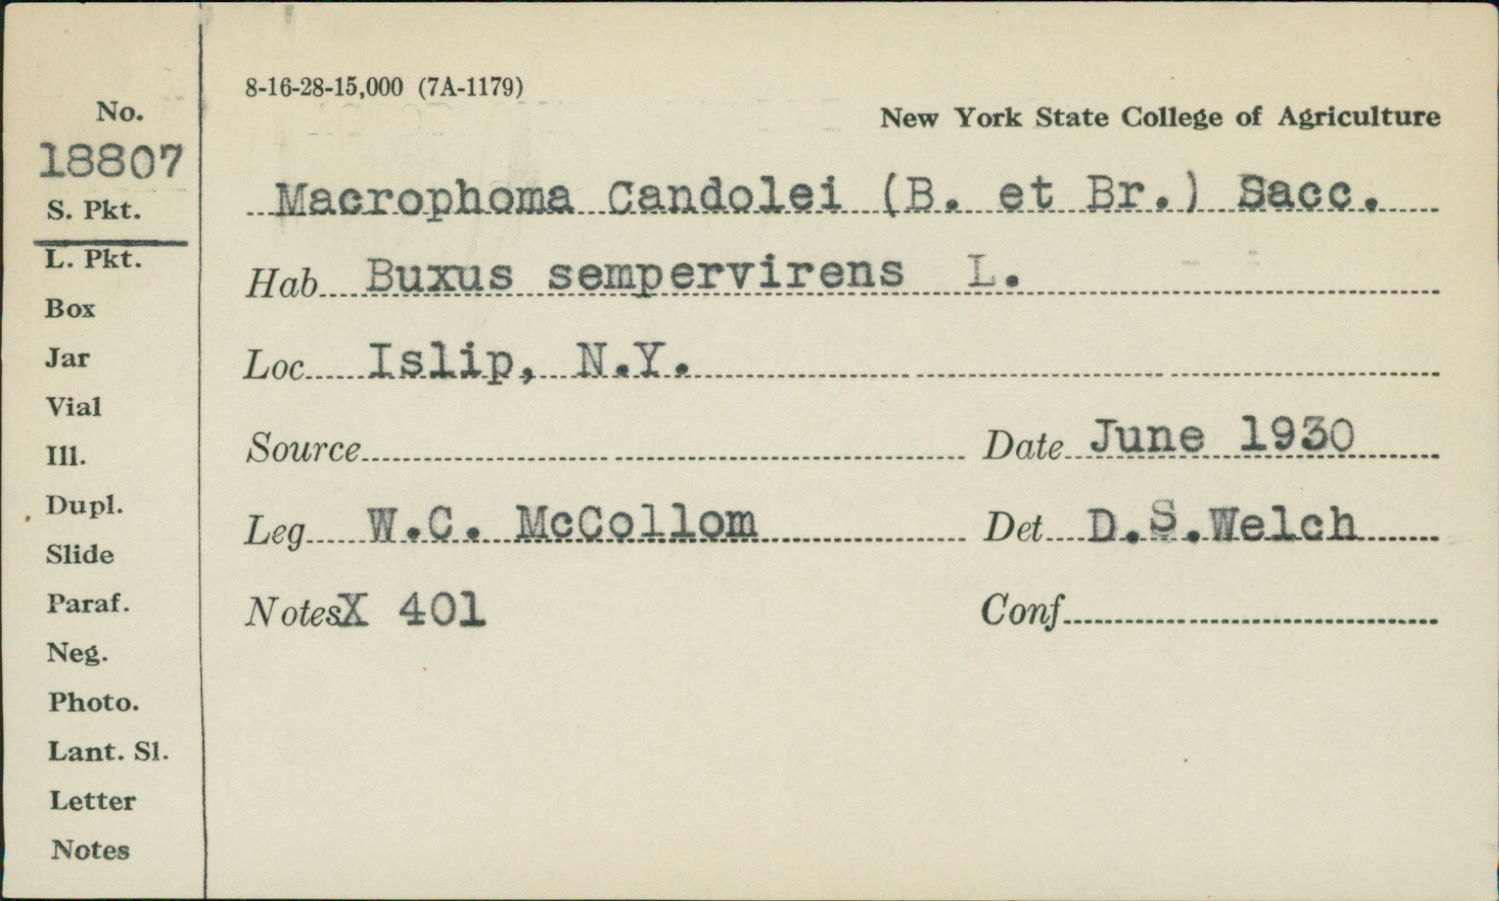 8-16-28-15,000 (7A-1179)
New York State College of Agriculture
No.
18807
S. Pkt.
L. Pkt.
Box
Jar
Vial
Ill.
Dupl.
Slide
Paraf.
Neg.
Photo.
Lant. Sl.
Letter
Notes
Macrophoma Candolei (B. et Br.) Sacc.
Hab Buxus sempervirens L.
Loc Islip, N.Y.
Source Date June 1930
Leg W.C. McCollom Det D.S.Welch
Notes X 401 Conf